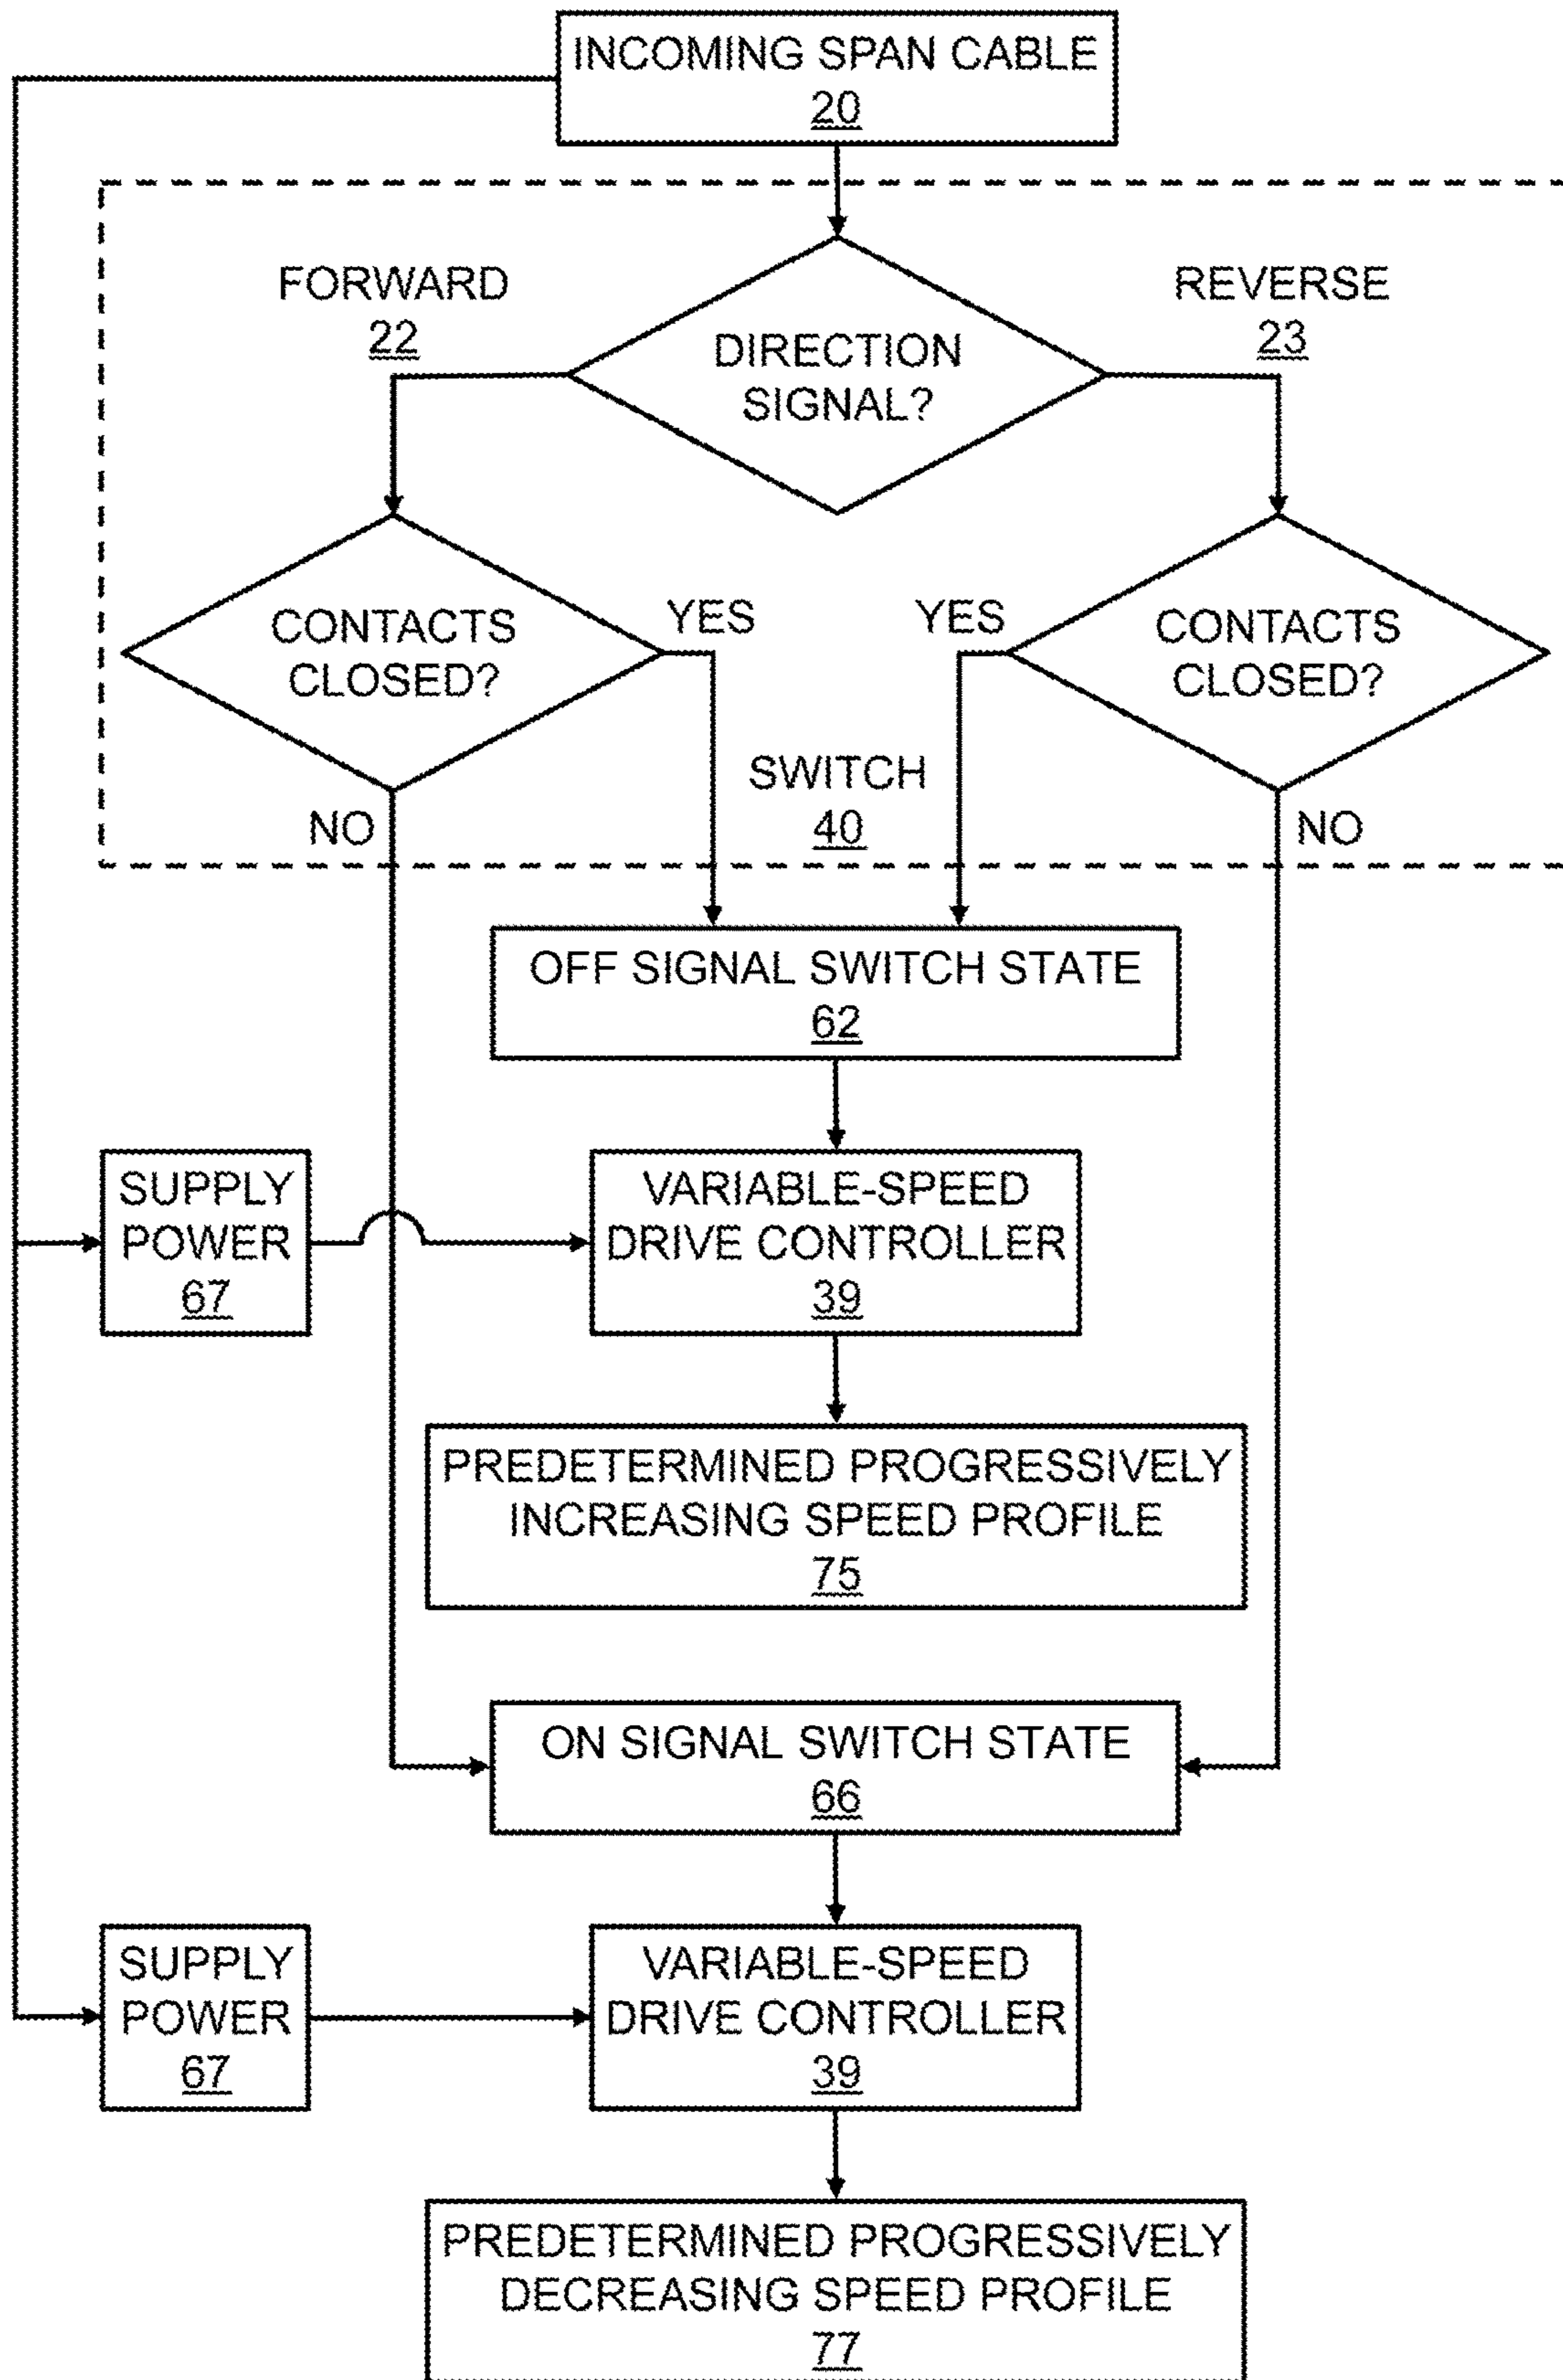 INCOMING SPAN CABLE
20
FORWARD
22
REVERSE
23
DIRECTION
SIGNAL?
CONTACTS
CLOSED?
YES
YES
CONTACTS
CLOSED?
SWITCH
40
NO
NO
OFF SIGNAL SWITCH STATE
62
SUPPLY
POWER
67
VARIABLE-SPEED
DRIVE CONTROLLER
39
PREDETERMINED PROGRESSIVELY
INCREASING SPEED PROFILE
75
ON SIGNAL SWITCH STATE
66
SUPPLY
POWER
67
VARIABLE-SPEED
DRIVE CONTROLLER
39
PREDETERMINED PROGRESSIVELY
DECREASING SPEED PROFILE
77